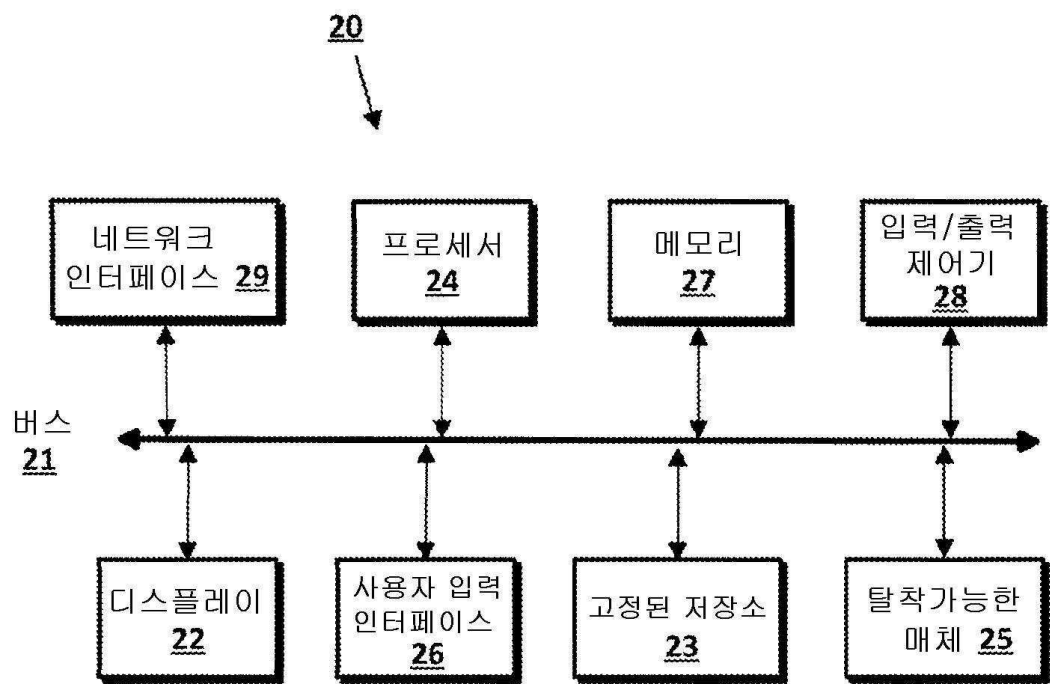 20
네트워크
인터페이스 29
프로세서
24
메모리
27
입력/출력
제어기
28
버스
21
디스플레이
22
사용자 입력
인터페이스
26
고정된 저장소
23
탈착가능한
매체 25